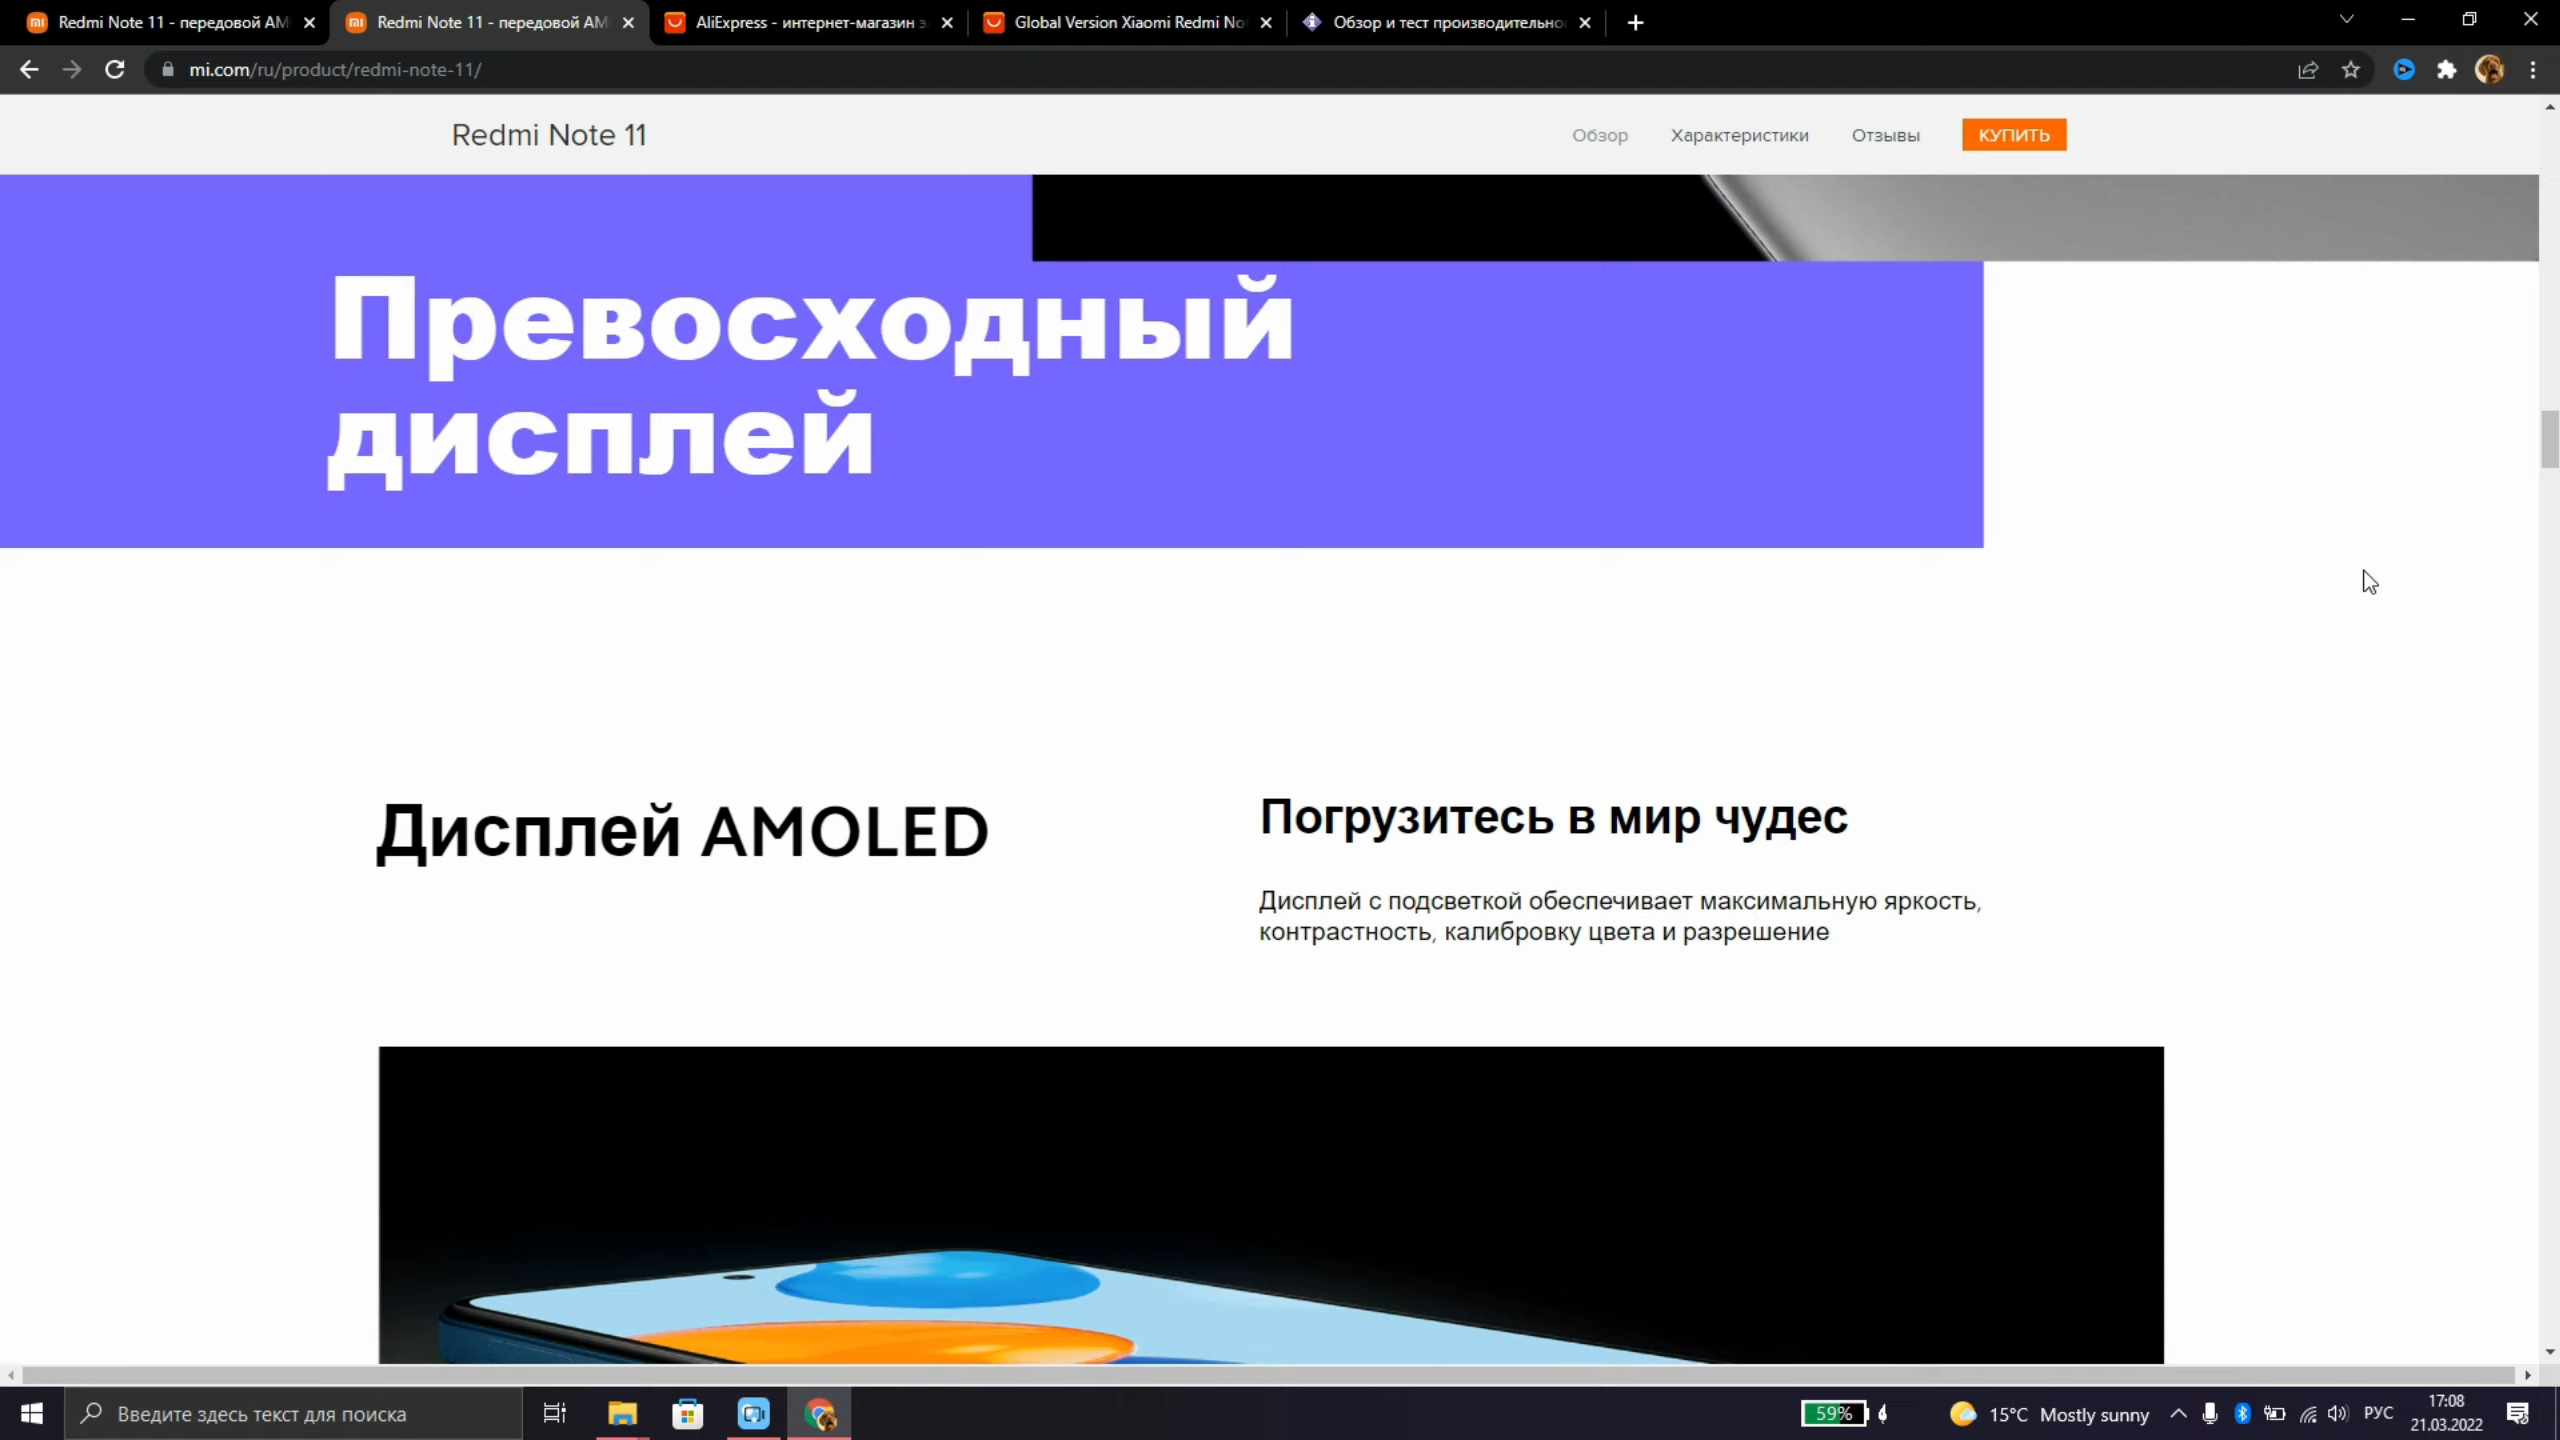 Redmi Note 11 - передовой AM
Redmi Note 11 - передовой AM
AliExpress - интернет-магазин э
Global Version Xiaomi Redmi No
Обзор и тест производительно
mi.com/ru/product/redmi-note-11/
Redmi Note 11
Обзор
Характеристики
Отзывы
КУПИТЬ
Превосходный
дисплей
Дисплей AMOLED
Погрузитесь в мир чудес
Дисплей с подсветкой обеспечивает максимальную яркость,
контрастность, калибровку цвета и разрешение
Введите здесь текст для поиска
59%
15°C Mostly sunny
РУС
17:08
21.03.2022